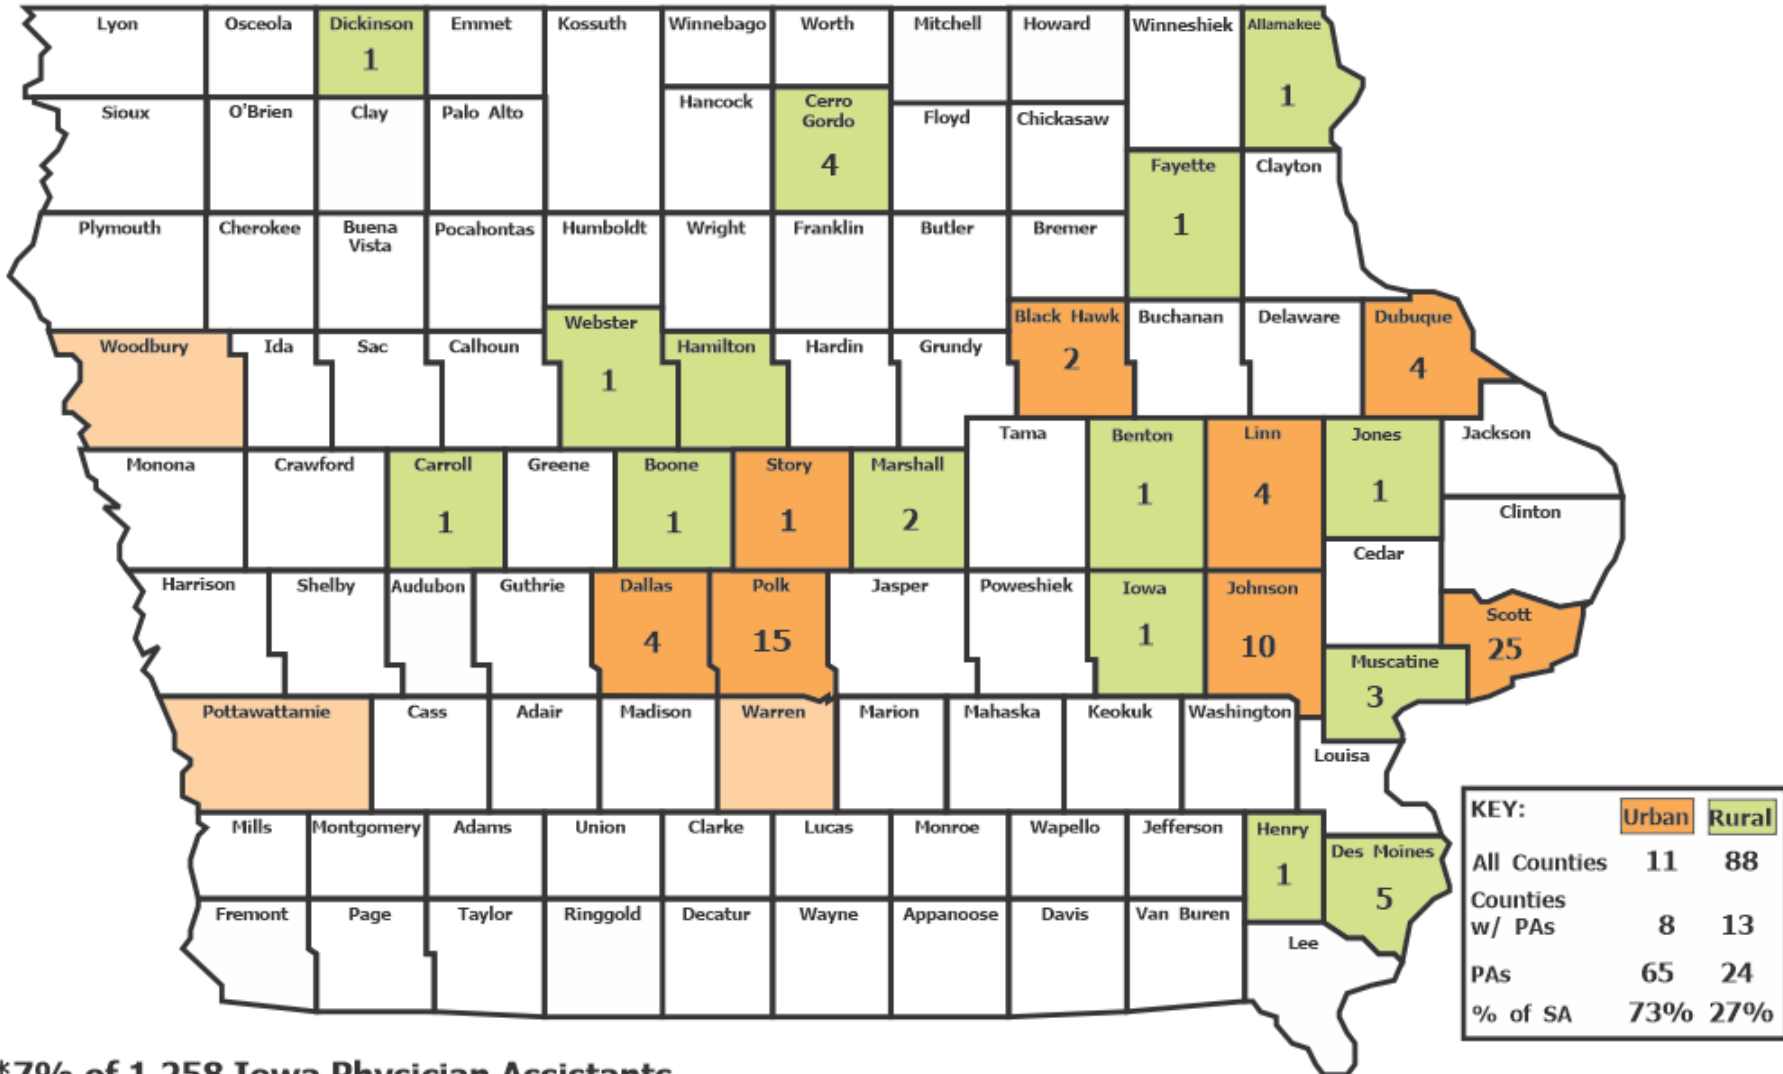 Lyon Osceola Dickinson Emmet Kossuth Winnebago Worth Mitchell Howard Winneshiek Allamakee
1
1
Sioux O'Brien Clay Palo Alto Hancock Cerro Gordo Floyd Chickasaw Fayette Clayton
4
1
Plymouth Cherokee Buena Vista Pocahontas Humboldt Wright Franklin Butler Bremer
Woodbury Ida Sac Calhoun Webster Hamilton Hardin Grundy Black Hawk Buchanan Delaware Dubuque
1 2 4
Monona Crawford Carroll Greene Boone Story Marshall Tama Benton Linn Jones Jackson
1 1 1 2 1 4 1
Clinton
Cedar
Harrison Shelby Audubon Guthrie Dallas Polk Jasper Poweshiek Iowa Johnson Scott
4 15 1 10 25
Muscatine
3
Pottawattamie Cass Adair Madison Warren Marion Mahaska Keokuk Washington
Louisa
Mills Montgomery Adams Union Clarke Lucas Monroe Wapello Jefferson Henry Des Moines
1 5
Fremont Page Taylor Ringgold Decatur Wayne Appanoose Davis Van Buren Lee
KEY: Urban Rural
All Counties 11 88
Counties
w/ PAs 8 13
PAs 65 24
% of SA 73% 27%
*7% of 1,258 Iowa Physician Assistants